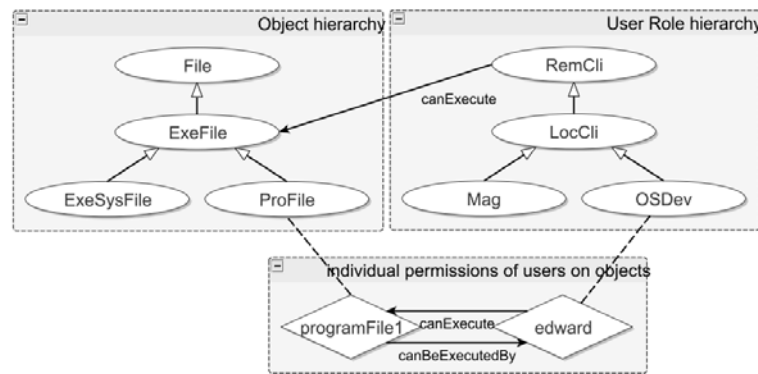 Object hierarchy
User Role hierarchy
File
RemCli
canExecute
ExeFile
LocCli
ExeSysFile
ProFile
Mag
OSDev
individual permissions of users on objects
programFile1
canExecute
edward
canBeExecutedBy